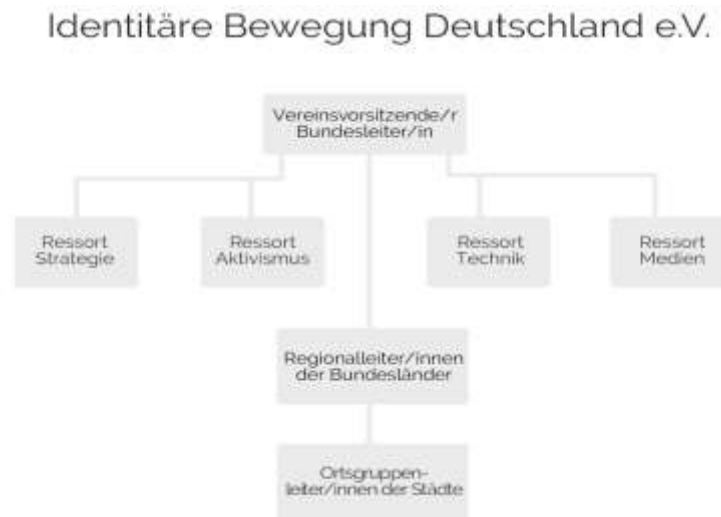 Identitäre Bewegung Deutschland e.V.
Vereinsvorsitzende/r
Bundesleiter/in
Ressort
Strategie
Ressort
Aktivismus
Ressort
Technik
Ressort
Medien
Regionalleiter/innen
der Bundesländer
Ortsgruppen-
leiter/innen der Städte